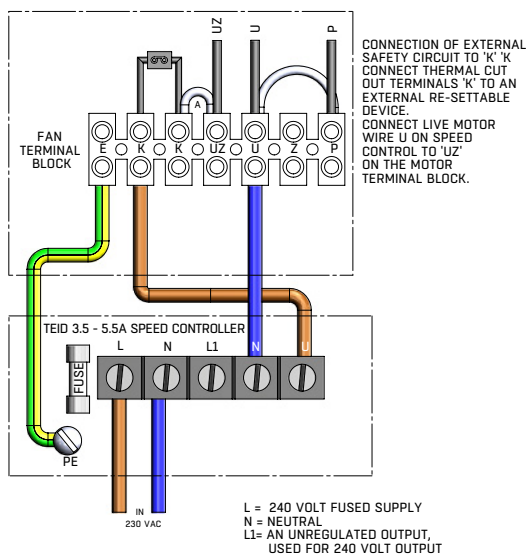 UZ
U
P
CONNECTION OF EXTERNAL
SAFETY CIRCUIT TO 'K' 'K
CONNECT THERMAL CUT
OUT TERMINALS 'K' TO AN
EXTERNAL RE-SETTABLE
DEVICE.
CONNECT LIVE MOTOR
WIRE U ON SPEED
CONTROL TO 'UZ'
ON THE MOTOR
TERMINAL BLOCK.
A
FAN
TERMINAL
BLOCK
E K K UZ U Z P
TEID 3.5 - 5.5A SPEED CONTROLLER
L N L1 N U
FUSE
PE
IN
230 VAC
L = 240 VOLT FUSED SUPPLY
N = NEUTRAL
L1= AN UNREGULATED OUTPUT,
USED FOR 240 VOLT OUTPUT